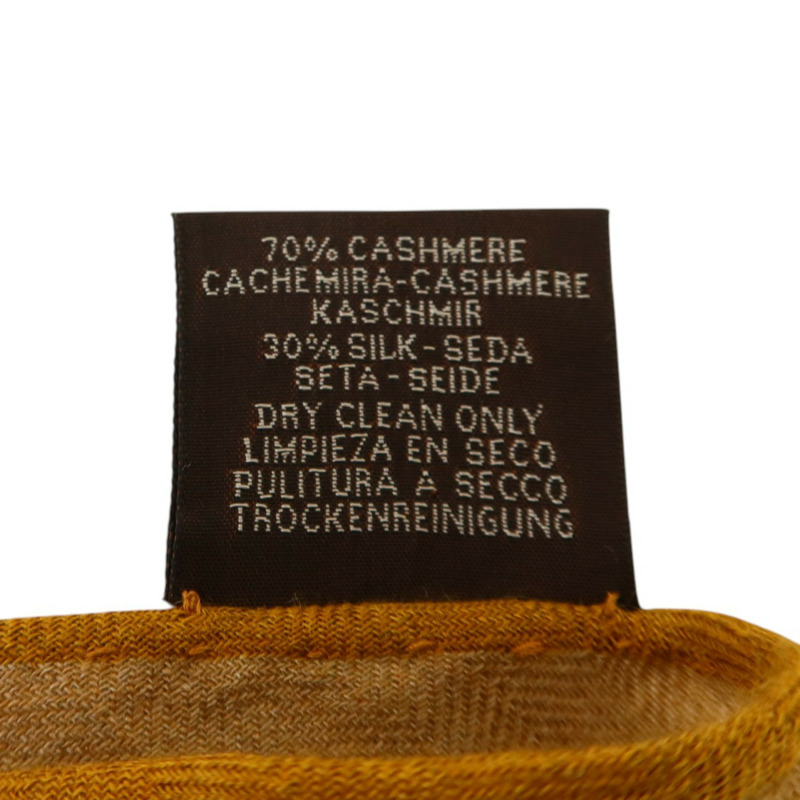 70% CASHMERE
CACHEMIRA-CASHMERE
KASCHMIR
30% SILK-SEDA
SETA-SEIDE
DRY CLEAN ONLY
LIMPIEZA EN SECO
PULITURA A SECCO
TROCKENREINIGUNG